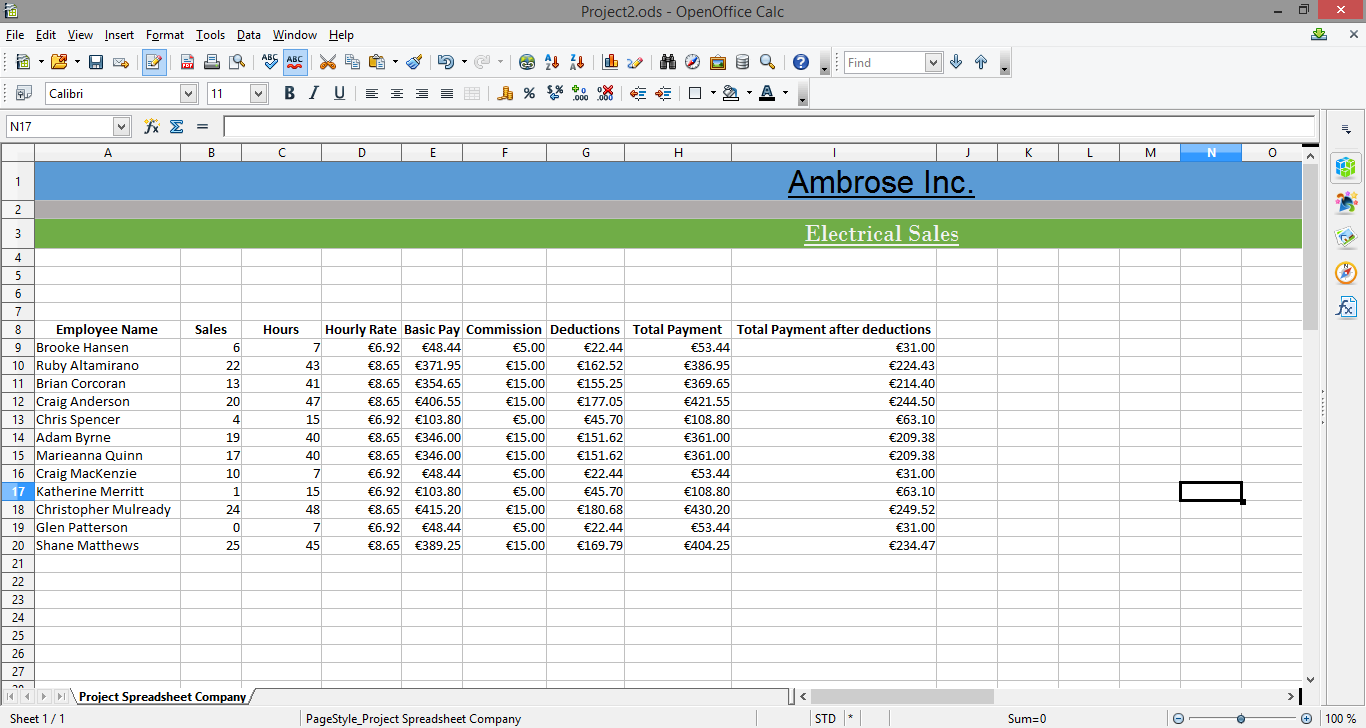 Project2.ods - OpenOffice Calc
File Edit View Insert Format Tools Data Window Help
Find
Calibri 11 B I U
N17
A B C D E F G H I J K L M N O
1 Ambrose Inc.
2
3 Electrical Sales
4
5
6
7
8 Employee Name Sales Hours Hourly Rate Basic Pay Commission Deductions Total Payment Total Payment after deductions
9 Brooke Hansen 6 7 €6.92 €48.44 €5.00 €22.44 €53.44 €31.00
10 Ruby Altamirano 22 43 €8.65 €371.95 €15.00 €162.52 €386.95 €224.43
11 Brian Corcoran 13 41 €8.65 €354.65 €15.00 €155.25 €369.65 €214.40
12 Craig Anderson 20 47 €8.65 €406.55 €15.00 €177.05 €421.55 €244.50
13 Chris Spencer 4 15 €6.92 €103.80 €5.00 €45.70 €108.80 €63.10
14 Adam Byrne 19 40 €8.65 €346.00 €15.00 €151.62 €361.00 €209.38
15 Marieanna Quinn 17 40 €8.65 €346.00 €15.00 €151.62 €361.00 €209.38
16 Craig MacKenzie 10 7 €6.92 €48.44 €5.00 €22.44 €53.44 €31.00
17 Katherine Merritt 1 15 €6.92 €103.80 €5.00 €45.70 €108.80 €63.10
18 Christopher Mulready 24 48 €8.65 €415.20 €15.00 €180.68 €430.20 €249.52
19 Glen Patterson 0 7 €6.92 €48.44 €5.00 €22.44 €53.44 €31.00
20 Shane Matthews 25 45 €8.65 €389.25 €15.00 €169.79 €404.25 €234.47
21
22
23
24
25
26
27
28
Project Spreadsheet Company
Sheet 1 / 1 PageStyle_Project Spreadsheet Company STD * Sum=0 100 %